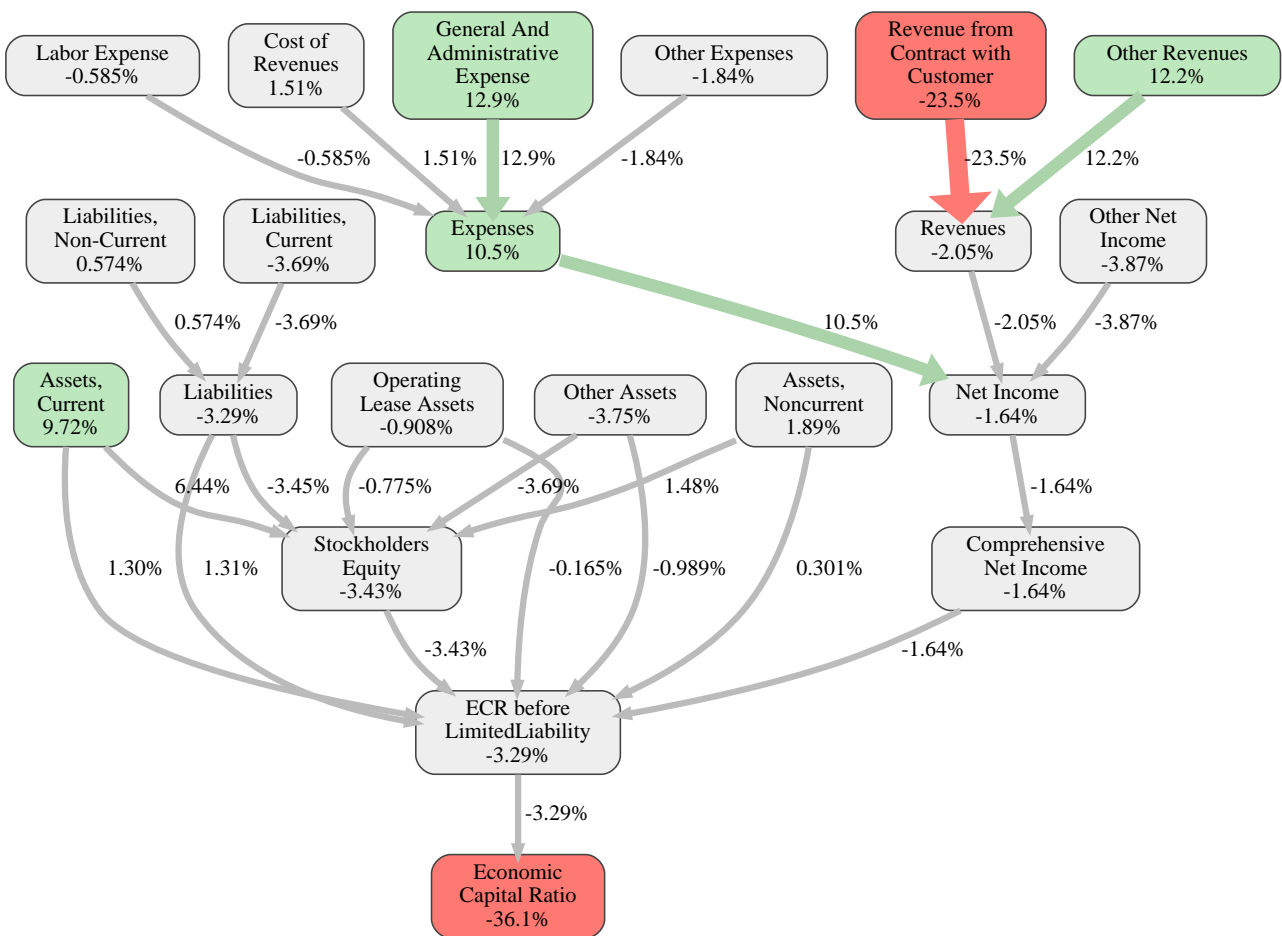 Labor Expense
-0.585%
Cost of
Revenues
1.51%
General And
Administrative
Expense
12.9%
Other Expenses
-1.84%
Revenue from
Contract with
Customer
-23.5%
Other Revenues
12.2%
-0.585%
1.51%
12.9%
-1.84%
-23.5%
12.2%
Liabilities,
Non-Current
0.574%
Liabilities,
Current
-3.69%
Expenses
10.5%
Revenues
-2.05%
Other Net
Income
-3.87%
0.574%
-3.69%
10.5%
-2.05%
-3.87%
Assets,
Current
9.72%
Liabilities
-3.29%
Operating
Lease Assets
-0.908%
Other Assets
-3.75%
Assets,
Noncurrent
1.89%
Net Income
-1.64%
6.44%
-3.45%
-0.775%
-3.69%
1.48%
-1.64%
Stockholders
Equity
-3.43%
Comprehensive
Net Income
-1.64%
1.30%
1.31%
-0.165%
-0.989%
0.301%
-3.43%
-1.64%
ECR before
LimitedLiability
-3.29%
-3.29%
Economic
Capital Ratio
-36.1%